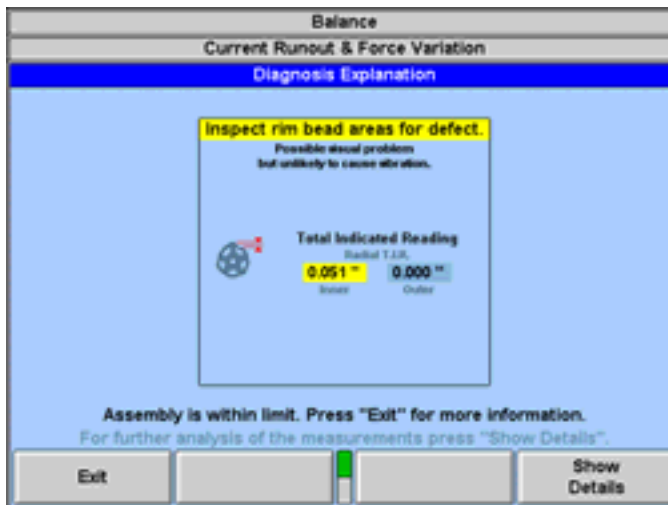 Balance
Current Runout & Force Variation
Diagnosis Explanation
Inspect rim bead areas for defect.
Possible visual problem
but unlikely to cause vibration.
Total Indicated Reading
Radial T.I.R.
0.051 " 0.000 "
Inner Outer
Assembly is within limit. Press "Exit" for more information.
For further analysis of the measurements press "Show Details".
Exit Show
Details